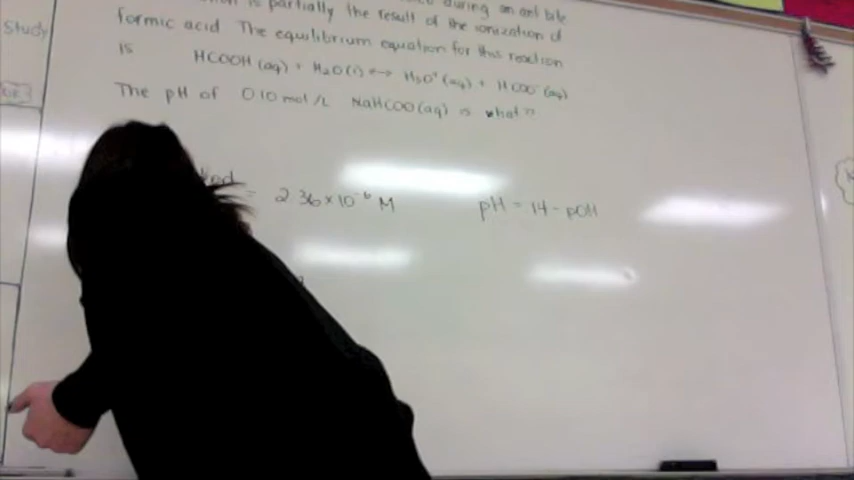 is partially the result of the ionization of
formic acid The equilibrium equation for this reaction
is HCOOH (aq) + H₂O(l) ↔ H₃O⁺ (aq) + HCOO⁻ (aq)
The pH of 0.10 mol/L NaHCOO(aq) is what?
= 2.36×10⁻⁶ M pH = 14 - pOH
Study